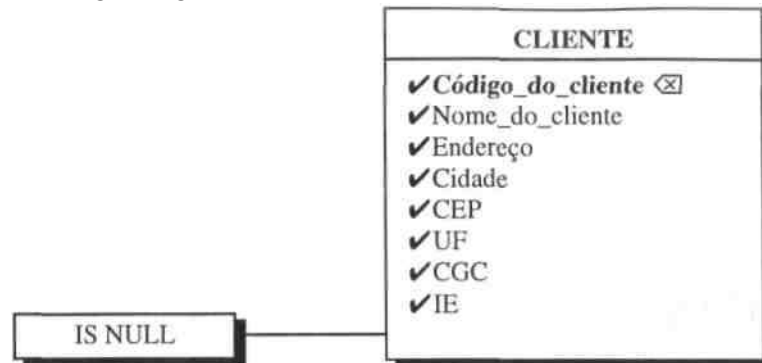 CLIENTE
✔Código_do_cliente ⌫
✔Nome_do_cliente
✔Endereço
✔Cidade
✔CEP
✔UF
✔CGC
✔IE
IS NULL